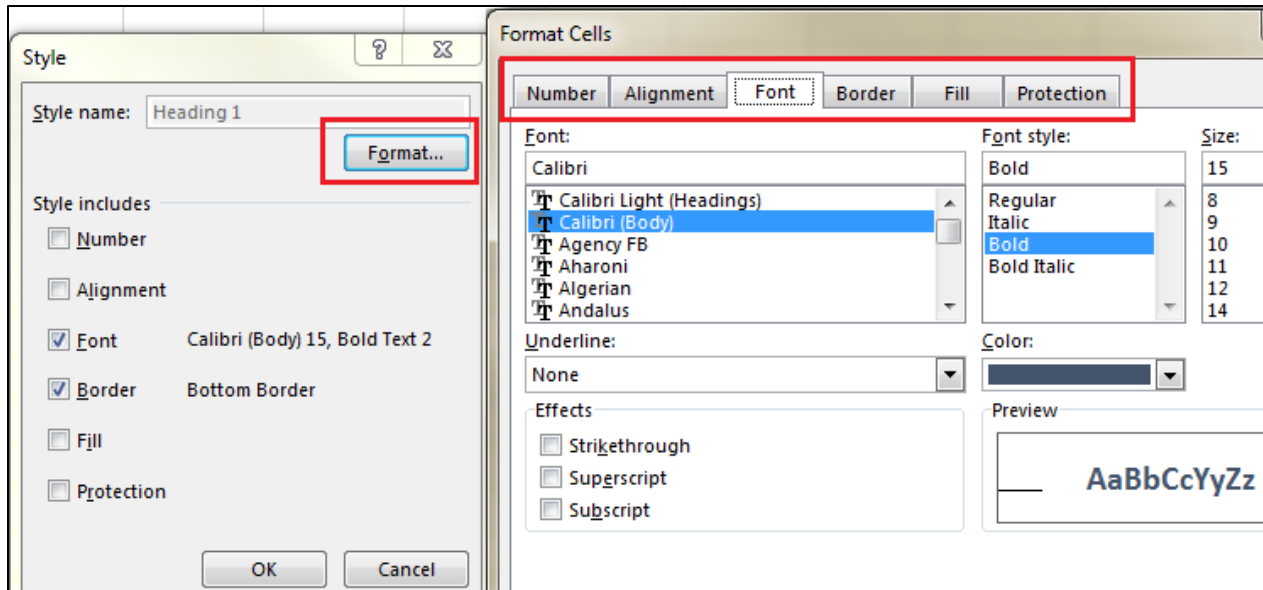 Style
Style name: Heading 1
Format...
Style includes
Number
Alignment
Font Calibri (Body) 15, Bold Text 2
Border Bottom Border
Fill
Protection
OK Cancel
Format Cells
Number Alignment Font Border Fill Protection
Font: Font style: Size:
Calibri Bold 15
Calibri Light (Headings) Regular 8
Calibri (Body) Italic 9
Agency FB Bold 10
Aharoni Bold Italic 11
Algerian 12
Andalus 14
Underline: Color:
None
Effects Preview
Strikethrough
Superscript AaBbCcYyZz
Subscript